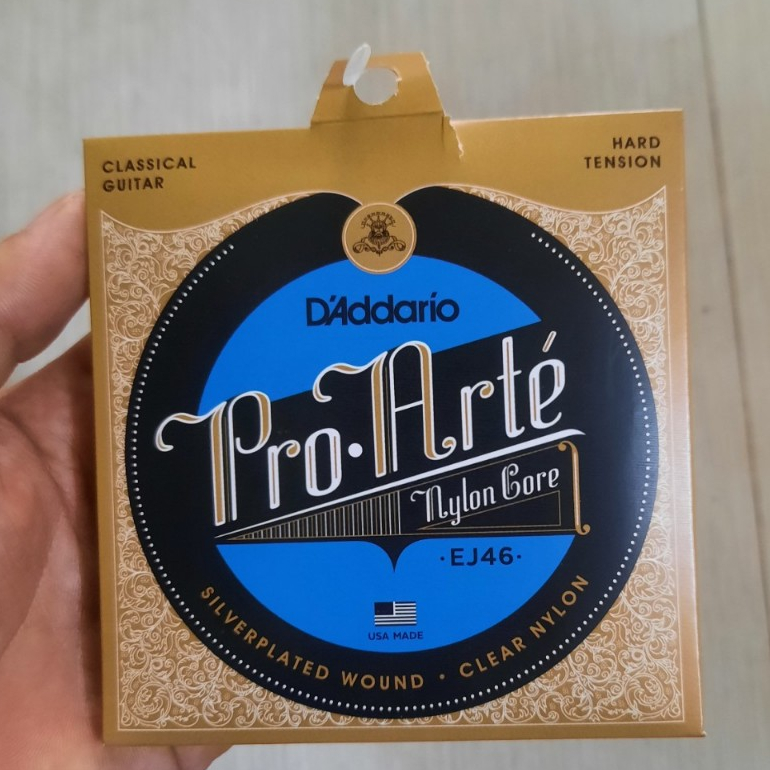 CLASSICAL
GUITAR
HARD
TENSION
D'Addario
Pro·Arté
Nylon Core
·EJ46·
USA MADE
SILVERPLATED WOUND · CLEAR NYLON